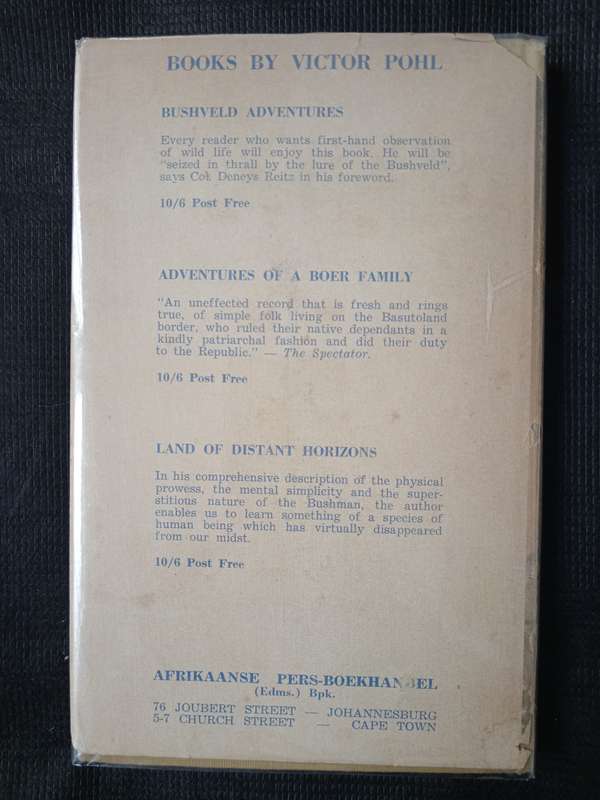 BOOKS BY VICTOR POHL
BUSHVELD ADVENTURES
Every reader who wants first-hand observation
of wild life will enjoy this book. He will be
"seized in thrall by the lure of the Bushveld",
says Col. Deneys Reitz in his foreword.
10/6 Post Free
ADVENTURES OF A BOER FAMILY
"An uneffected record that is fresh and rings
true, of simple folk living on the Basutoland
border, who ruled their native dependants in a
kindly patriarchal fashion and did their duty
to the Republic." — The Spectator.
10/6 Post Free
LAND OF DISTANT HORIZONS
In his comprehensive description of the physical
prowess, the mental simplicity and the super-
stitious nature of the Bushman, the author
enables us to learn something of a species of
human being which has virtually disappeared
from our midst.
10/6 Post Free
AFRIKAANSE PERS-BOEKHANDEL
(Edms.) Bpk.
76 JOUBERT STREET — JOHANNESBURG
5-7 CHURCH STREET — CAPE TOWN